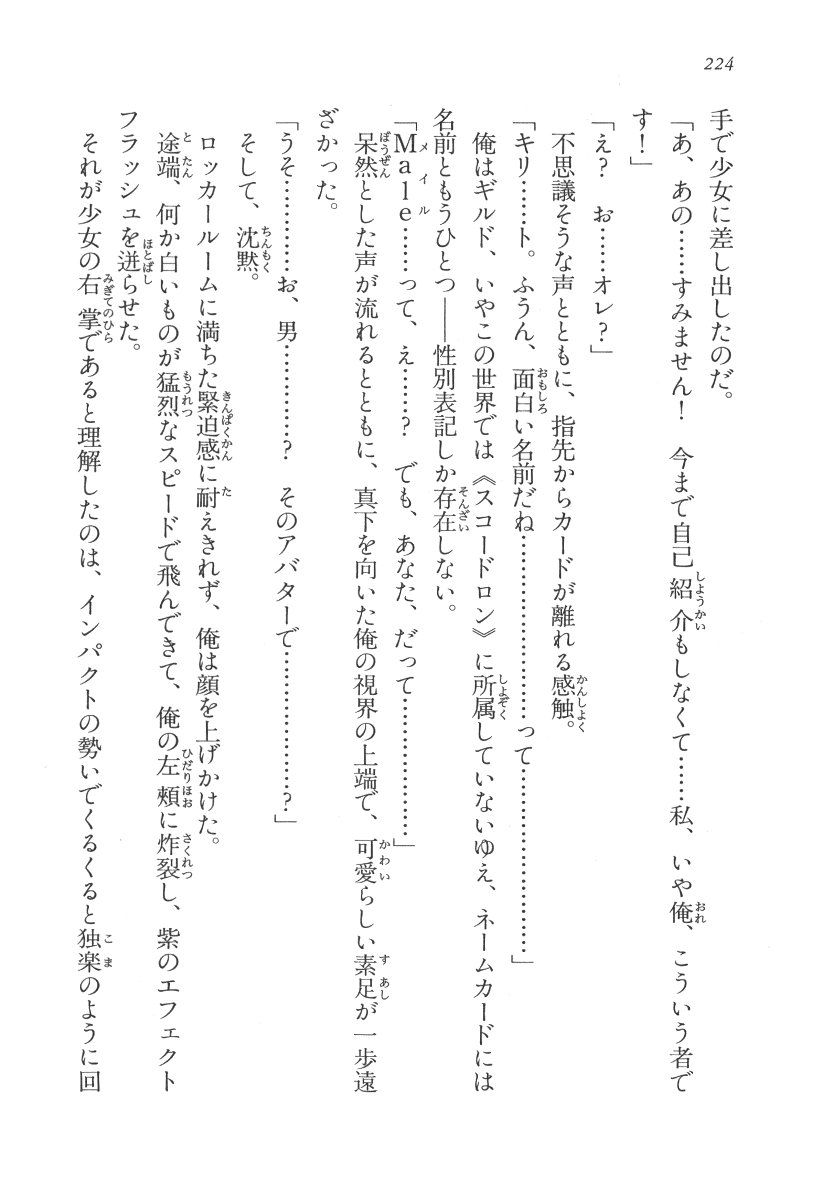 224
手で少女に差し出したのだ。
「あ、あの……すみません！　今まで自己紹介もしなくて……私、いや俺、こういう者で
す！」
「え？　お……オレ？」
不思議そうな声とともに、指先からカードが離れる感触。
「キリ……ト。ふうん、面白い名前だね…………………………って…………………………」
俺はギルド、いやこの世界では《スコードロン》に所属していないゆえ、ネームカードには
名前ともうひとつ――性別表記しか存在しない。
「Male……って、え……？　でも、あなた、だって………………」
呆然とした声が流れるとともに、真下を向いた俺の視界の上端で、可愛らしい素足が一歩遠
ざかった。
「うそ…………お、男…………？　そのアバターで………………？」
そして、沈黙。
ロッカールームに満ちた緊迫感に耐えきれず、俺は顔を上げかけた。
途端、何か白いものが猛烈なスピードで飛んできて、俺の左頰に炸裂し、紫のエフェクト
フラッシュを迸らせた。
それが少女の右掌であると理解したのは、インパクトの勢いでくるくると独楽のように回